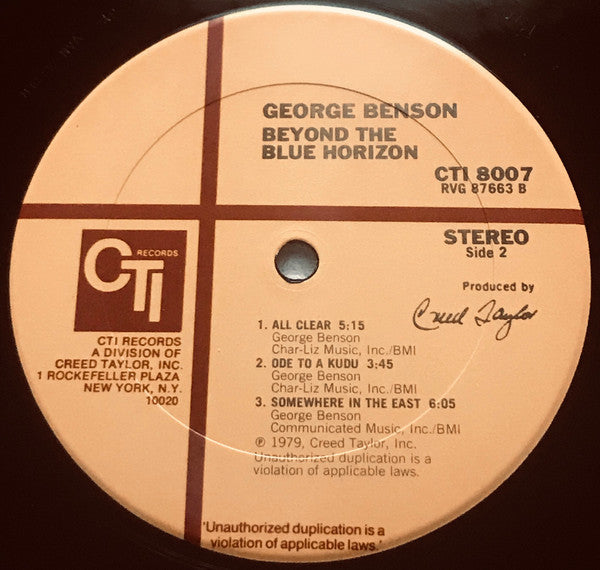 GEORGE BENSON
BEYOND THE
BLUE HORIZON
CTI 8007
RVG 87663 B
STEREO
Side 2
Produced by
Creed Taylor
CTI RECORDS
CTI RECORDS
A DIVISION OF
CREED TAYLOR, INC.
1 ROCKEFELLER PLAZA
NEW YORK, N.Y.
10020
1. ALL CLEAR 5:15
George Benson
Char-Liz Music, Inc./BMI
2. ODE TO A KUDU 3:45
George Benson
Char-Liz Music, Inc./BMI
3. SOMEWHERE IN THE EAST 6:05
George Benson
Communicated Music, Inc./BMI
℗ 1979, Creed Taylor, Inc.
Unauthorized duplication is a
violation of applicable laws.
'Unauthorized duplication is a
violation of applicable laws.'